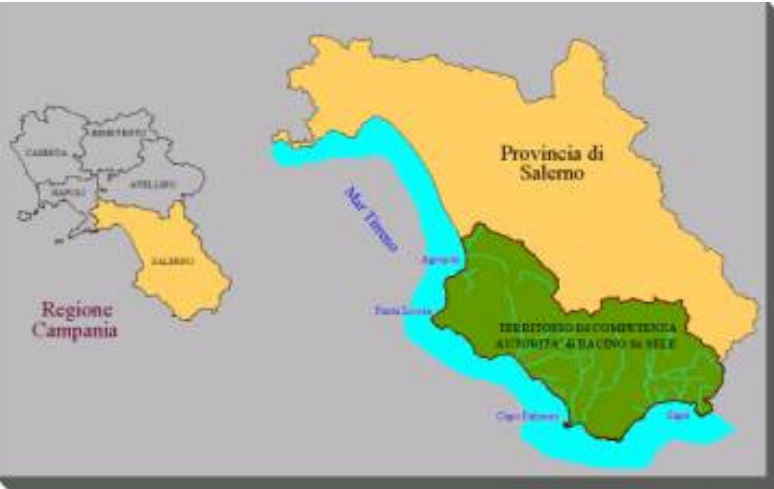 CASERTA
BENEVENTO
NAPOLI
AVELLINO
SALERNO
Regione
Campania
Provincia di
Salerno
Mar Tirreno
Agropoli
Punta Licosa
TERRITORIO DI COMPETENZA
AUTORITA' di BACINO Sx SELE
Capo Palinuro
Sapri